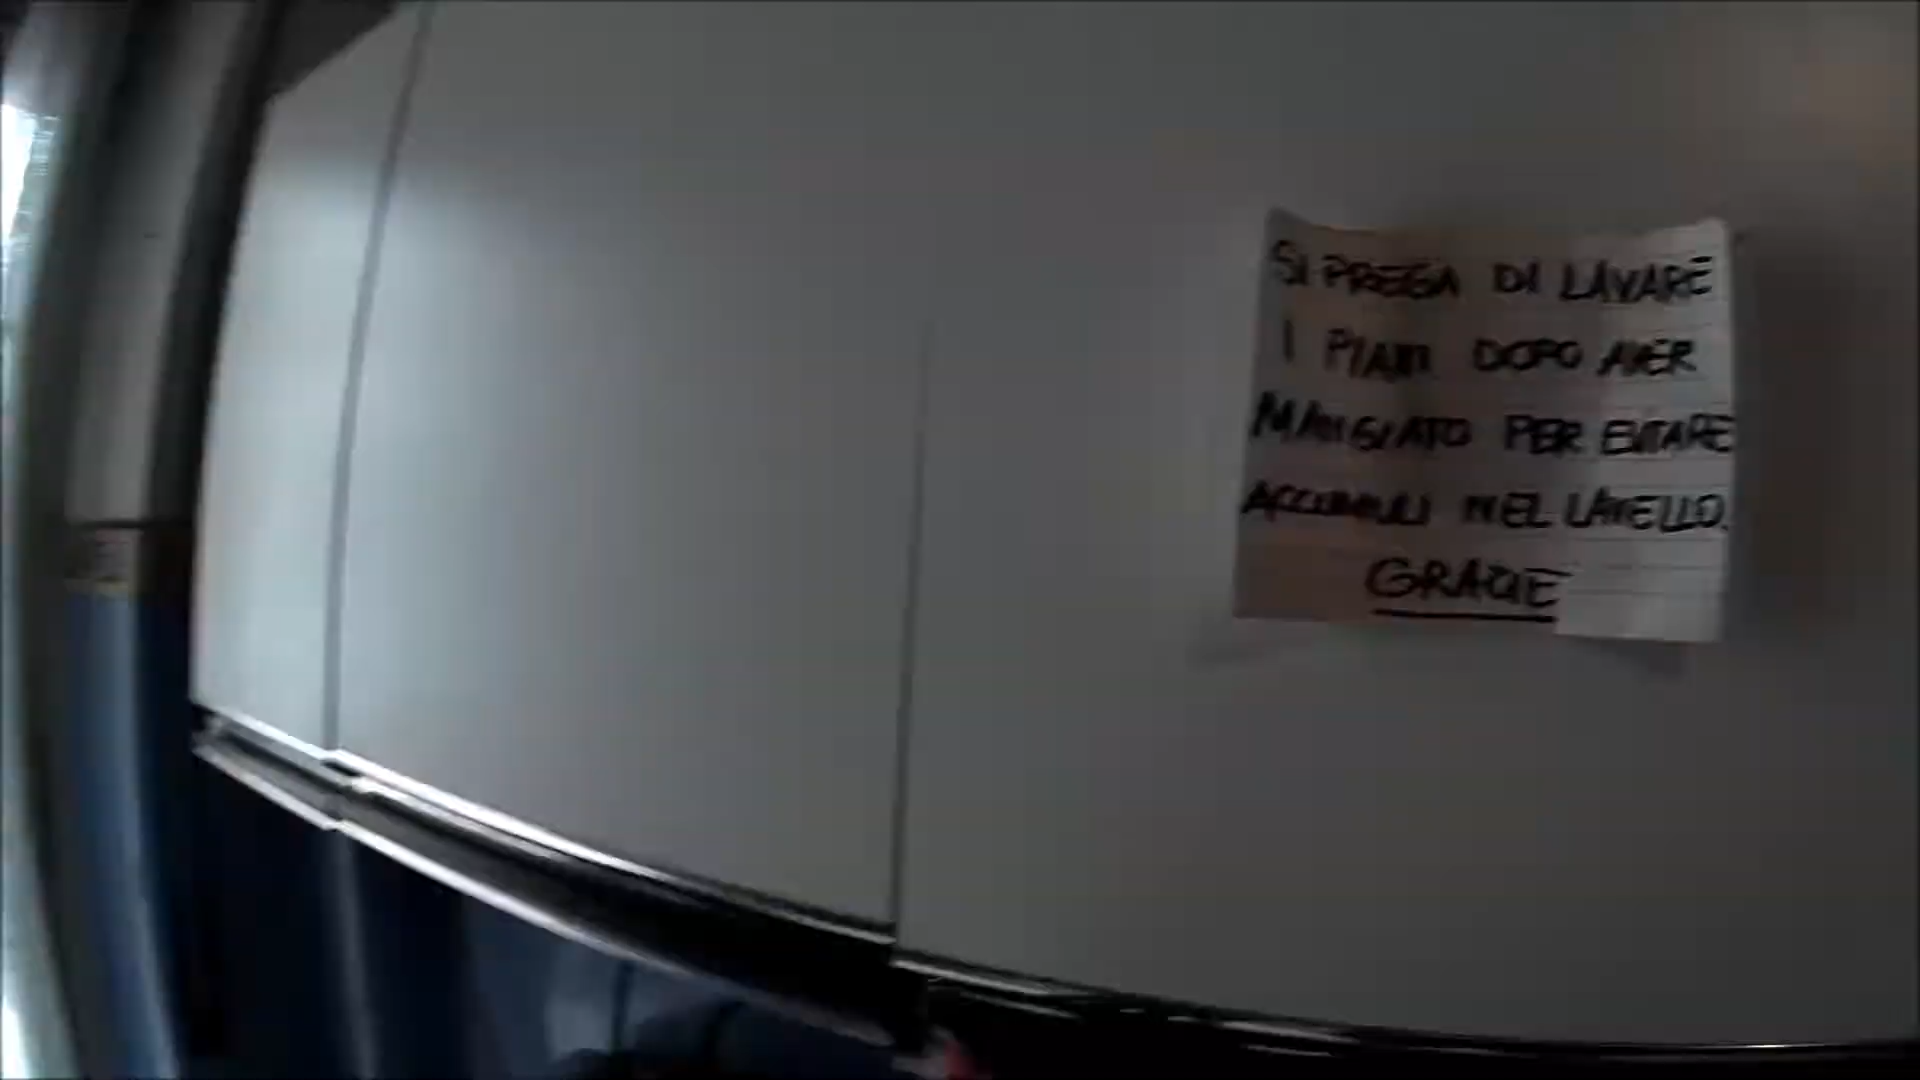 SI PREGA DI LAVARE
I PIATTI DOPO AVER
MANGIATO PER EVITARE
ACCUMULI NEL LAVELLO.
GRAZIE